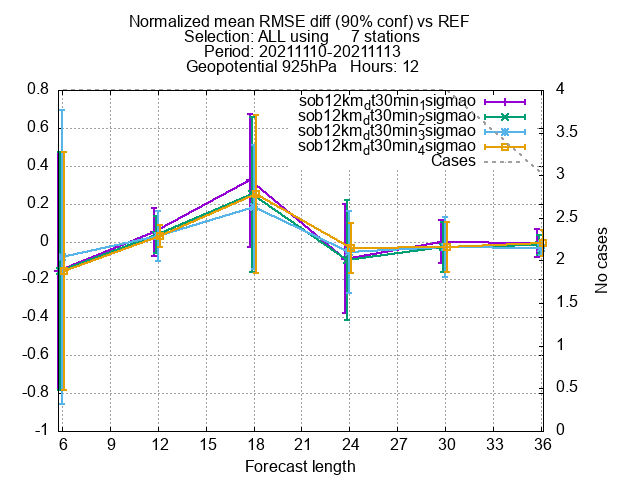 Normalized mean RMSE diff (90% conf) vs REF
Selection: ALL using 7 stations
Period: 20211110-20211113
Geopotential 925hPa Hours: 12
sob12km_dt30min_1sigmao
sob12km_dt30min_2sigmao
sob12km_dt30min_3sigmao
sob12km_dt30min_4sigmao
Cases
0.8
0.6
0.4
0.2
0
-0.2
-0.4
-0.6
-0.8
-1
4
3.5
3
2.5
2
1.5
1
0.5
0
No cases
6 9 12 15 18 21 24 27 30 33 36
Forecast length